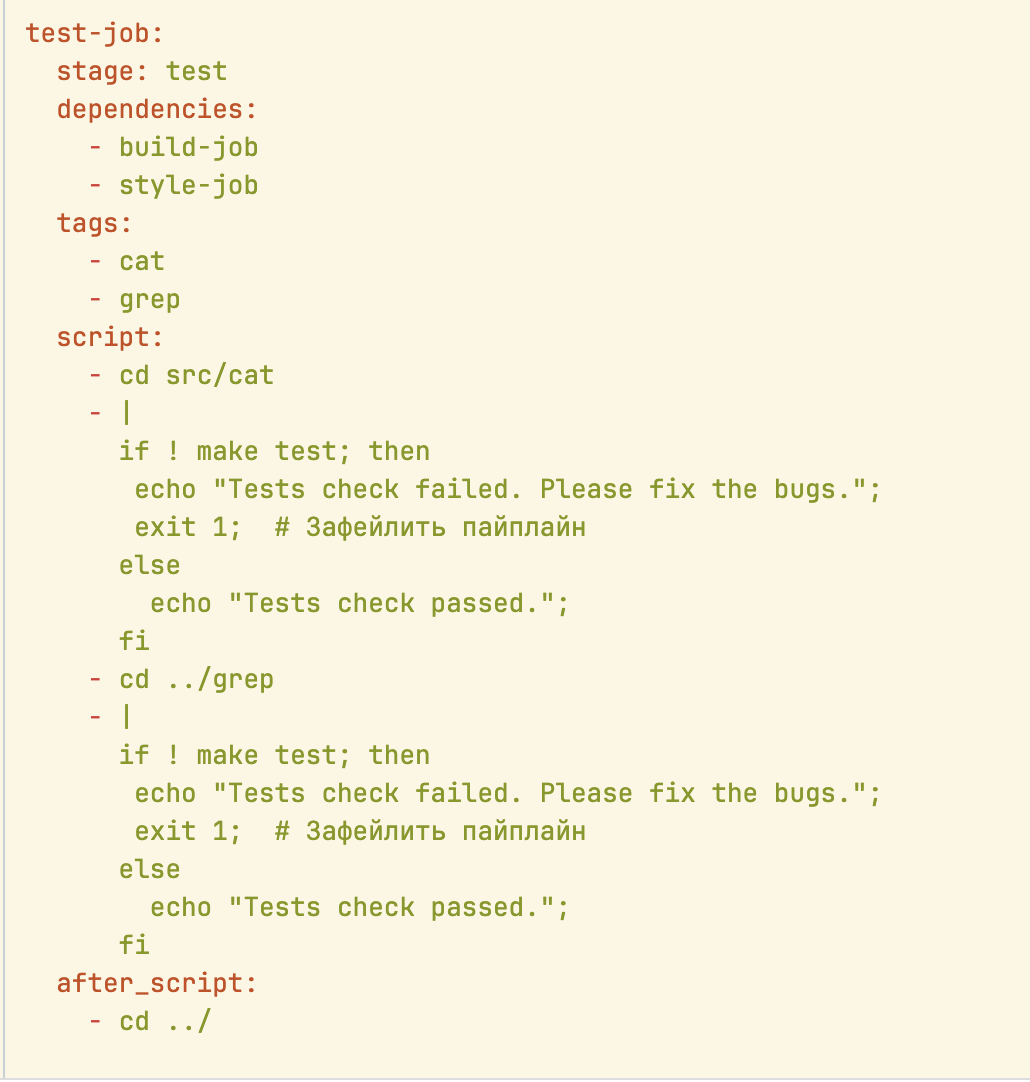 test-job:
  stage: test
  dependencies:
    - build-job
    - style-job
  tags:
    - cat
    - grep
  script:
    - cd src/cat
    - |
      if ! make test; then
       echo "Tests check failed. Please fix the bugs.";
       exit 1;  # Зафейлить пайплайн
      else
        echo "Tests check passed.";
      fi
    - cd ../grep
    - |
      if ! make test; then
       echo "Tests check failed. Please fix the bugs.";
       exit 1;  # Зафейлить пайплайн
      else
        echo "Tests check passed.";
      fi
  after_script:
    - cd ../